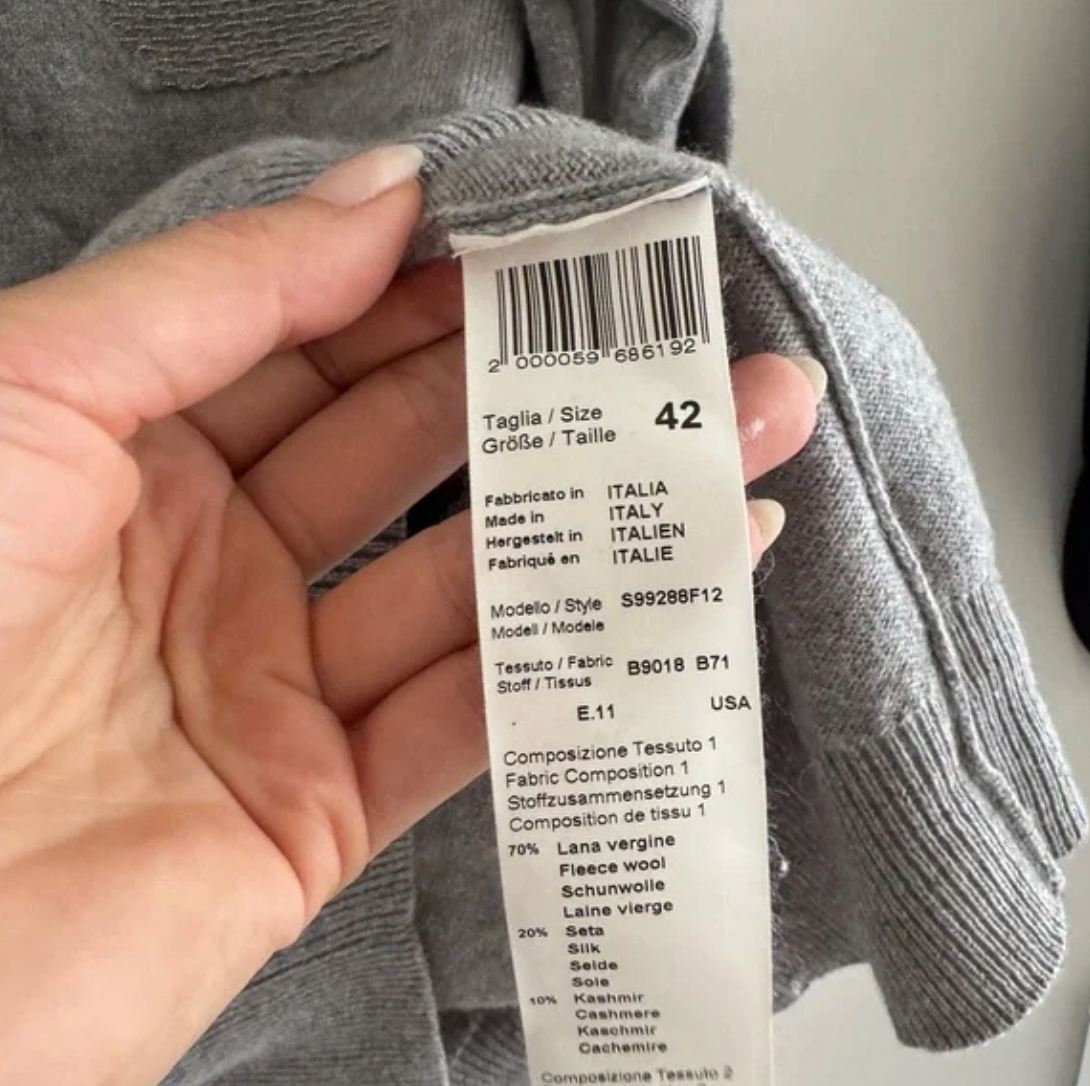 2 000059 686192
Taglia / Size 42
Größe / Taille
Fabbricato in ITALIA
Made in ITALY
Hergestelt in ITALIEN
Fabriqué en ITALIE
Modello / Style S99288F12
Modell / Modele
Tessuto / Fabric B9018 B71
Stoff / Tissus
E.11 USA
Composizione Tessuto 1
Fabric Composition 1
Stoffzusammensetzung 1
Composition de tissu 1
70% Lana vergine
Fleece wool
Schunwolle
Laine vierge
20% Seta
Silk
Seide
Soie
10% Kashmir
Cashmere
Kaschmir
Cachemire
Composizione Tessuto 2